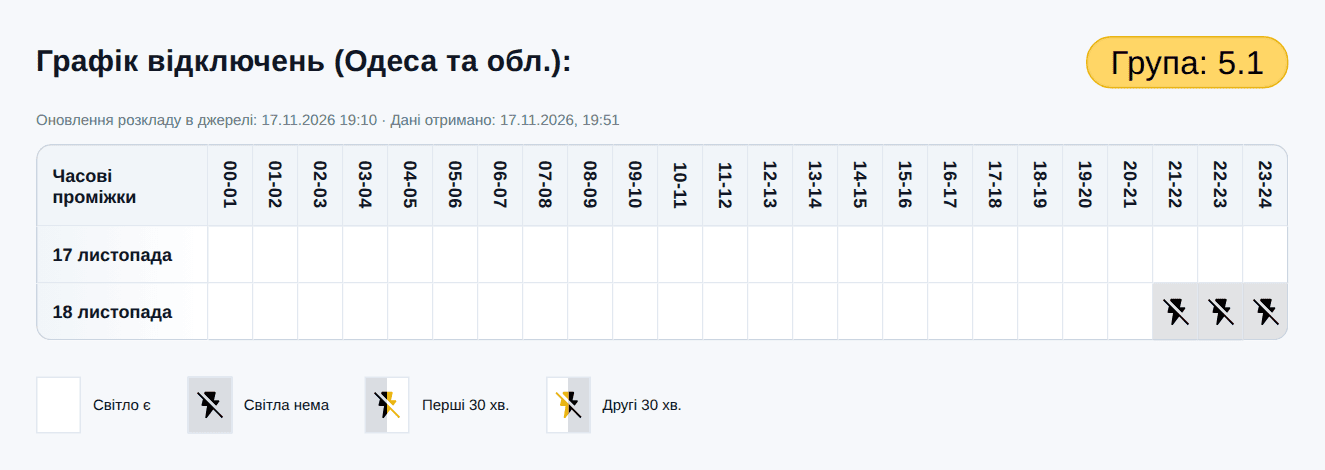 Графік відключень (Одеса та обл.):
Група: 5.1
Оновлення розкладу в джерелі: 17.11.2026 19:10 · Дані отримано: 17.11.2026, 19:51
Часові
проміжки
00-01 01-02 02-03 03-04 04-05 05-06 06-07 07-08 08-09 09-10 10-11 11-12 12-13 13-14 14-15 15-16 16-17 17-18 18-19 19-20 20-21 21-22 22-23 23-24
17 листопада
18 листопада
Світло є Світла нема Перші 30 хв. Другі 30 хв.